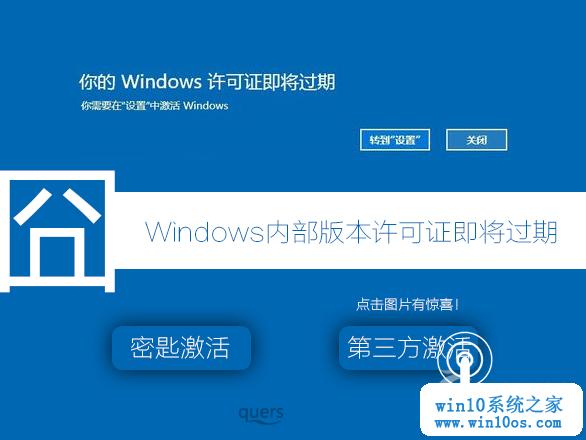 你的 Windows 许可证即将过期
你需要在"设置"中激活 Windows
转到"设置"
关闭
囧
Windows内部版本许可证即将过期
点击图片有惊喜!
密匙激活
第三方激活
quers
win10系统之家
www.win10os.com